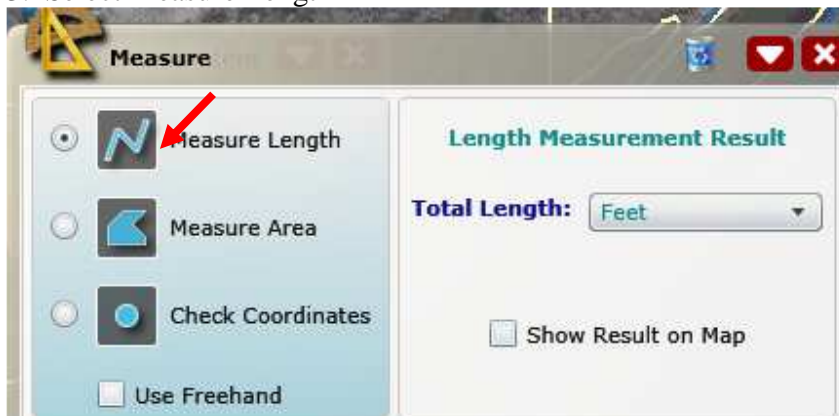 Measure
Measure Length
Measure Area
Check Coordinates
Use Freehand
Length Measurement Result
Total Length: Feet
Show Result on Map